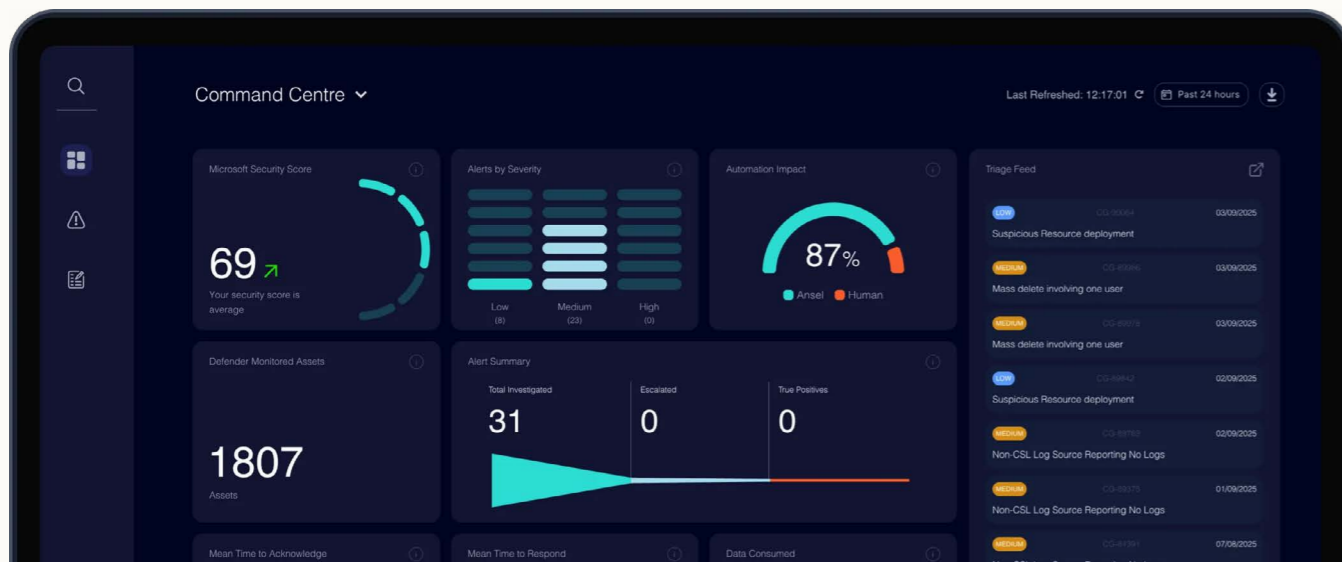 Command Centre
Last Refreshed: 12:17:01
Past 24 hours
Microsoft Security Score
69
Your security score is
average
Alerts by Severity
Low
(8)
Medium
(23)
High
(0)
Automation Impact
87%
Ansel
Human
Defender Monitored Assets
1807
Assets
Alert Summary
Total Investigated
31
Escalated
0
True Positives
0
Mean Time to Acknowledge
Mean Time to Respond
Data Consumed
Triage Feed
LOW 03/09/2025
Suspicious Resource deployment
MEDIUM 03/09/2025
Mass delete involving one user
MEDIUM 03/09/2025
Mass delete involving one user
LOW 02/09/2025
Suspicious Resource deployment
MEDIUM 02/09/2025
Non-CSL Log Source Reporting No Logs
MEDIUM 01/09/2025
Non-CSL Log Source Reporting No Logs
MEDIUM 07/08/2025